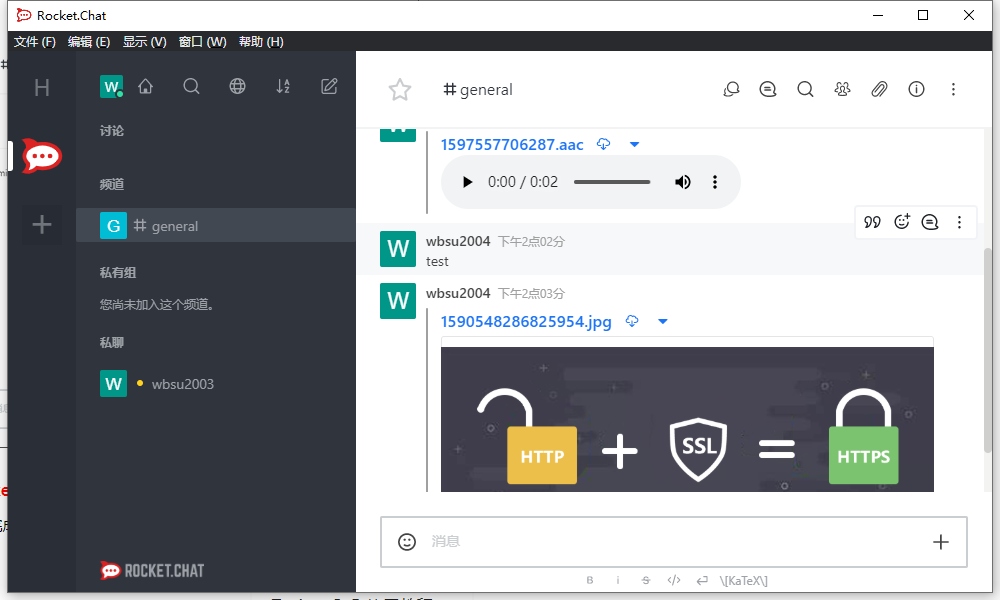 Rocket.Chat
文件 (F) 编辑 (E) 显示 (V) 窗口 (W) 帮助 (H)
H
W
讨论
频道
G general
私有组
您尚未加入这个频道。
私聊
W wbsu2003
ROCKET.CHAT
# general
1597557706287.aac
0:00 / 0:02
W wbsu2004 下午2点02分
test
W wbsu2004 下午2点03分
1590548286825954.jpg
HTTP + SSL = HTTPS
消息
B i S </> \[KaTeX\]